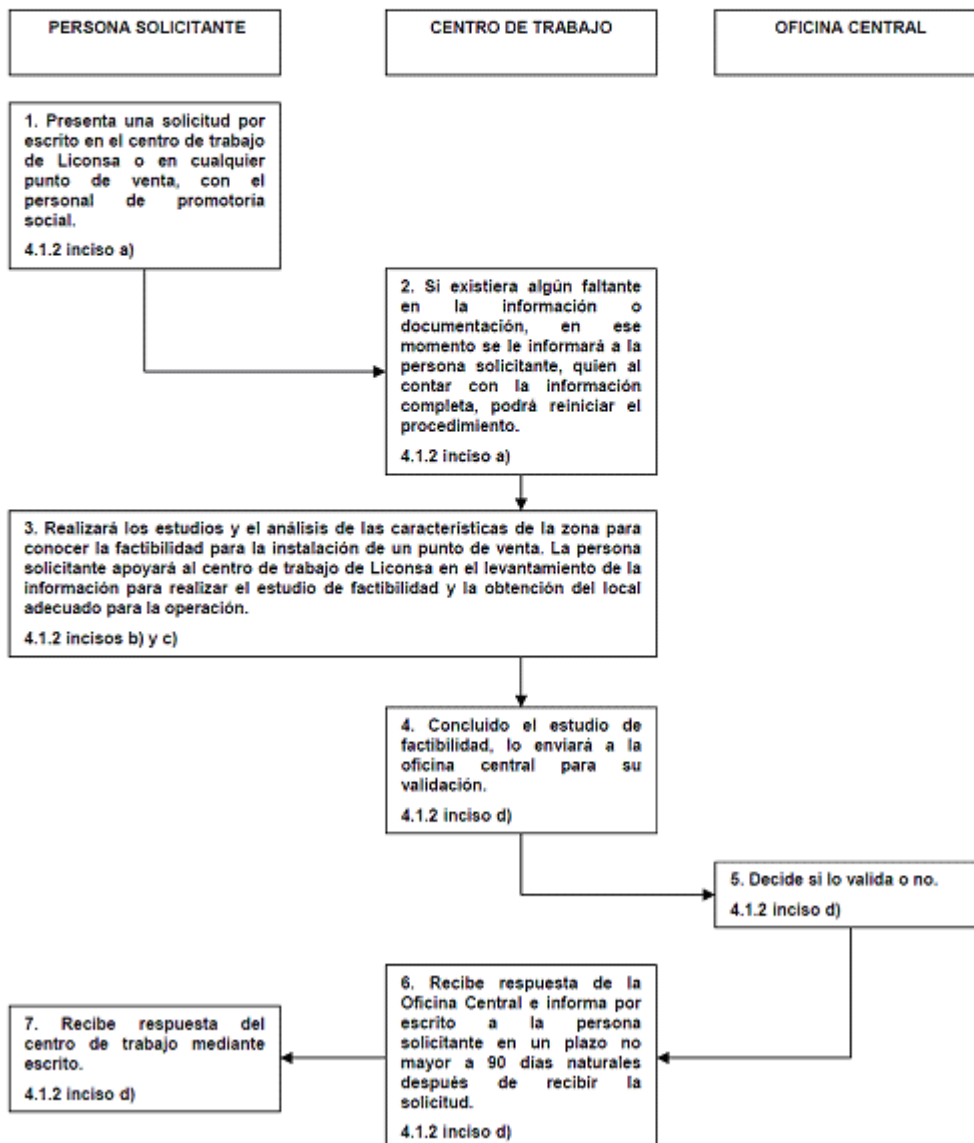 PERSONA SOLICITANTE
CENTRO DE TRABAJO
OFICINA CENTRAL
1. Presenta una solicitud por
escrito en el centro de trabajo
de Liconsa o en cualquier
punto de venta, con el
personal de promotoria
social.
4.1.2 inciso a)
2. Si existiera algún faltante
en la información o
documentación, en ese
momento se le informará a la
persona solicitante, quien al
contar con la información
completa, podrá reiniciar el
procedimiento.
4.1.2 inciso a)
3. Realizará los estudios y el análisis de las características de la zona para
conocer la factibilidad para la instalación de un punto de venta. La persona
solicitante apoyará al centro de trabajo de Liconsa en el levantamiento de la
información para realizar el estudio de factibilidad y la obtención del local
adecuado para la operación.
4.1.2 incisos b) y c)
4. Concluido el estudio de
factibilidad, lo enviará a la
oficina central para su
validación.
4.1.2 inciso d)
5. Decide si lo valida o no.
4.1.2 inciso d)
6. Recibe respuesta de la
Oficina Central e informa por
escrito a la persona
solicitante en un plazo no
mayor a 90 días naturales
después de recibir la
solicitud.
4.1.2 inciso d)
7. Recibe respuesta del
centro de trabajo mediante
escrito.
4.1.2 inciso d)